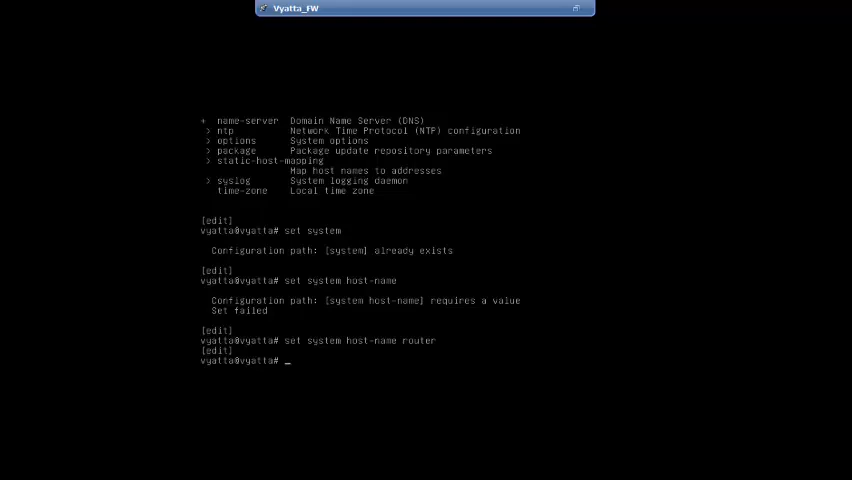 Vyatta_FW
+  name-server  Domain Name Server (DNS)
 > ntp          Network Time Protocol (NTP) configuration
 > options      System options
 > package      Package update repository parameters
 > static-host-mapping
                Map host names to addresses
 > syslog       System logging daemon
   time-zone    Local time zone
[edit]
vyatta@vyatta# set system
  Configuration path: [system] already exists
[edit]
vyatta@vyatta# set system host-name
  Configuration path: [system host-name] requires a value
  Set failed
[edit]
vyatta@vyatta# set system host-name router
[edit]
vyatta@vyatta# _